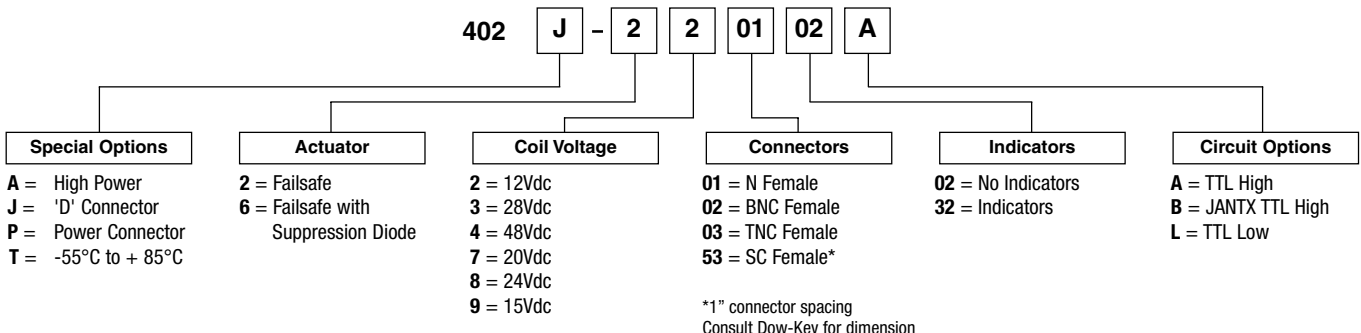 402 J - 2 2 01 02 A
Special Options
A = High Power
J = 'D' Connector
P = Power Connector
T = -55°C to + 85°C
Actuator
2 = Failsafe
6 = Failsafe with
Suppression Diode
Coil Voltage
2 = 12Vdc
3 = 28Vdc
4 = 48Vdc
7 = 20Vdc
8 = 24Vdc
9 = 15Vdc
Connectors
01 = N Female
02 = BNC Female
03 = TNC Female
53 = SC Female*
*1" connector spacing
Consult Dow-Key for dimension
Indicators
02 = No Indicators
32 = Indicators
Circuit Options
A = TTL High
B = JANTX TTL High
L = TTL Low